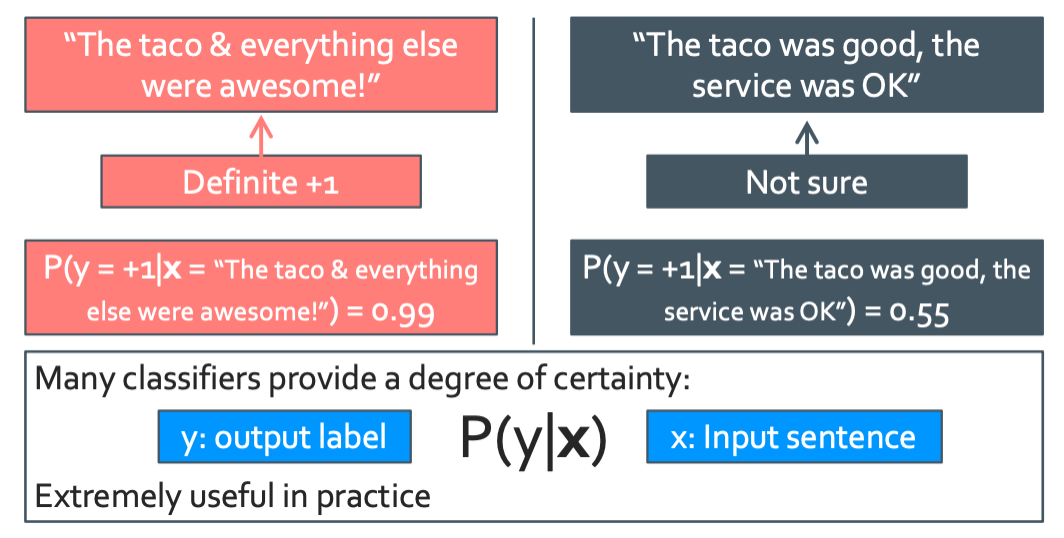 “The taco & everything else
were awesome!”
Definite +1
P(y = +1|x = “The taco & everything
else were awesome!”) = 0.99
“The taco was good, the
service was OK”
Not sure
P(y = +1|x = “The taco was good, the
service was OK”) = 0.55
Many classifiers provide a degree of certainty:
y: output label
P(y|x)
x: Input sentence
Extremely useful in practice